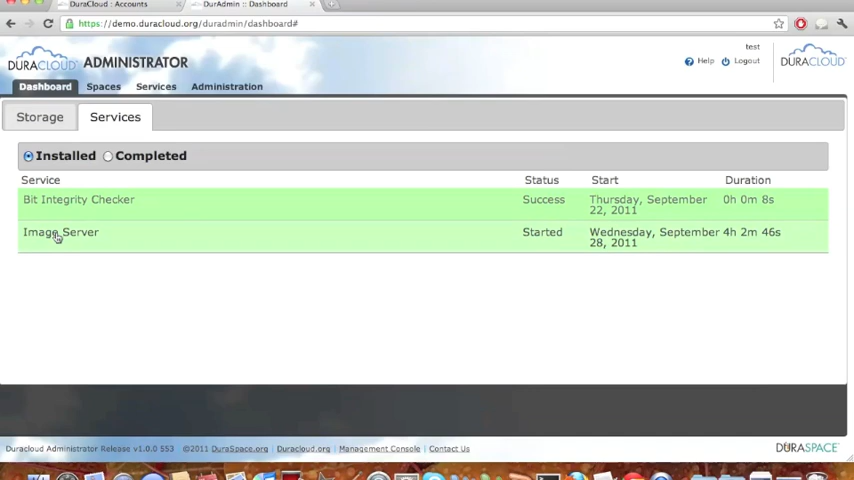 DuraCloud : Accounts
DurAdmin :: Dashboard
https://demo.duracloud.org/duradmin/dashboard#
test
DURACLOUD ADMINISTRATOR
Help Logout
DURACLOUD
Dashboard Spaces Services Administration
Storage Services
Installed Completed
Service Status Start Duration
Bit Integrity Checker Success Thursday, September 0h 0m 8s
22, 2011
Image Server Started Wednesday, September 4h 2m 46s
28, 2011
Duracloud Administrator Release v1.0.0 553 ©2011 DuraSpace.org | Duracloud.org | Management Console | Contact Us
DURASPACE